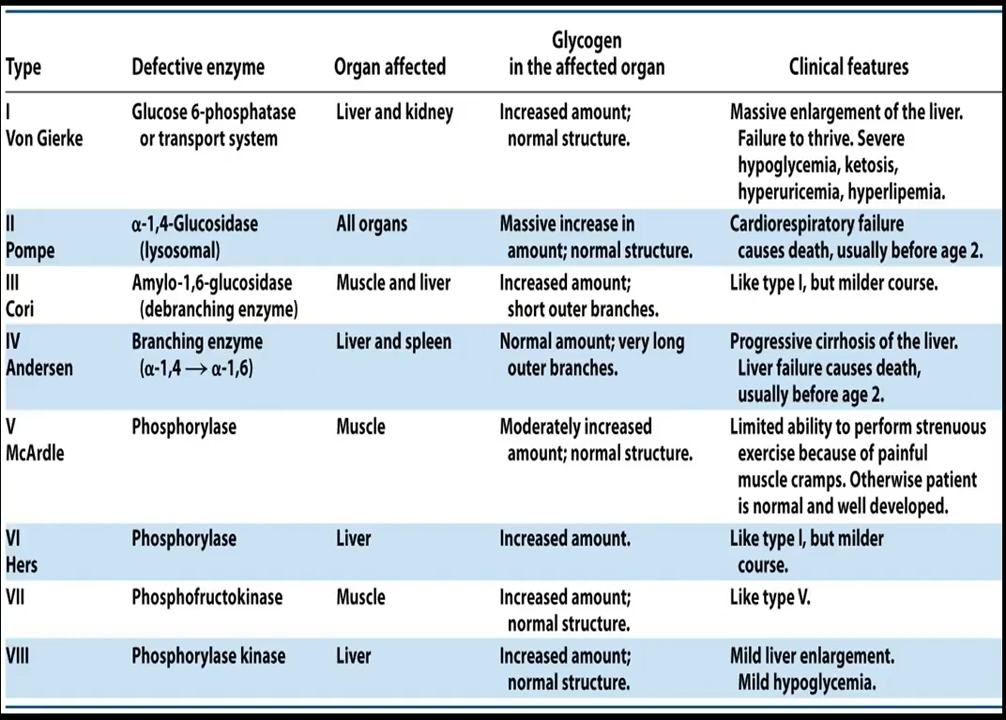 Glycogen
Type Defective enzyme Organ affected in the affected organ Clinical features
I Glucose 6-phosphatase Liver and kidney Increased amount; Massive enlargement of the liver.
Von Gierke or transport system normal structure. Failure to thrive. Severe
hypoglycemia, ketosis,
hyperuricemia, hyperlipemia.
II α-1,4-Glucosidase All organs Massive increase in Cardiorespiratory failure
Pompe (lysosomal) amount; normal structure. causes death, usually before age 2.
III Amylo-1,6-glucosidase Muscle and liver Increased amount; Like type I, but milder course.
Cori (debranching enzyme) short outer branches.
IV Branching enzyme Liver and spleen Normal amount; very long Progressive cirrhosis of the liver.
Andersen (α-1,4 → α-1,6) outer branches. Liver failure causes death,
usually before age 2.
V Phosphorylase Muscle Moderately increased Limited ability to perform strenuous
McArdle amount; normal structure. exercise because of painful
muscle cramps. Otherwise patient
is normal and well developed.
VI Phosphorylase Liver Increased amount. Like type I, but milder
Hers course.
VII Phosphofructokinase Muscle Increased amount; Like type V.
normal structure.
VIII Phosphorylase kinase Liver Increased amount; Mild liver enlargement.
normal structure. Mild hypoglycemia.